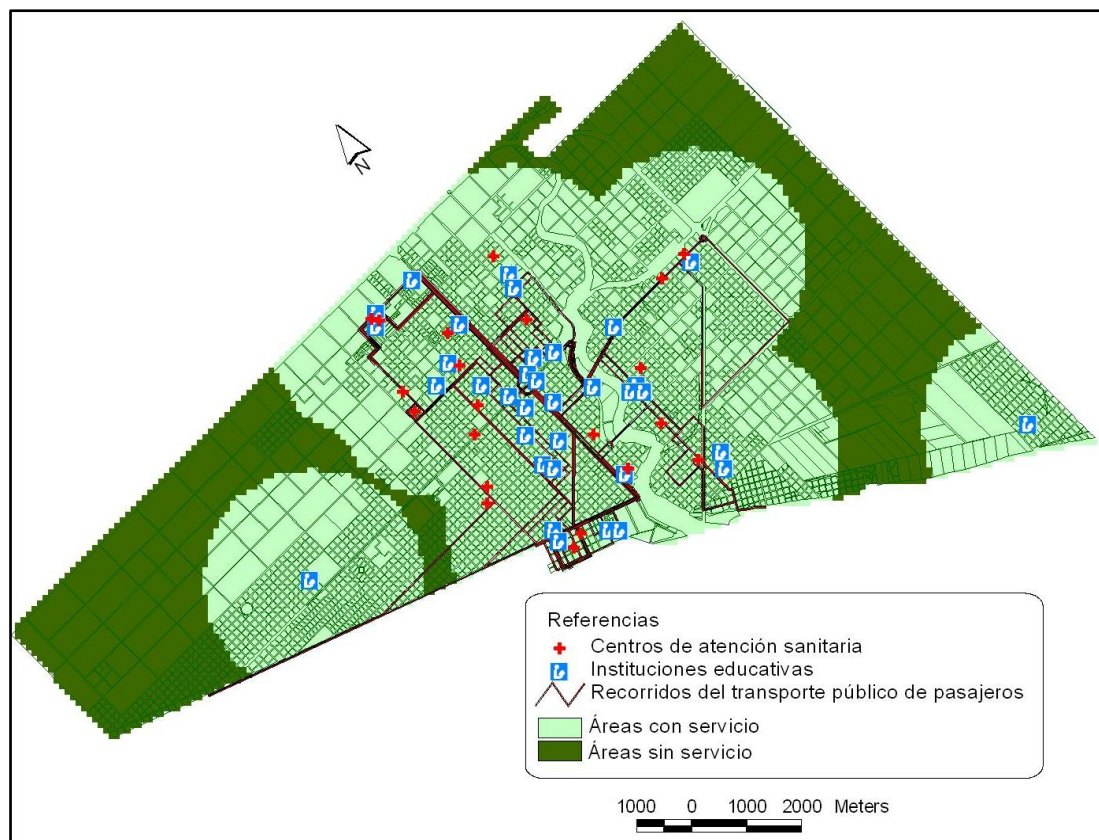 N
Referencias
Centros de atención sanitaria
Instituciones educativas
Recorridos del transporte público de pasajeros
Áreas con servicio
Áreas sin servicio
1000 0 1000 2000 Meters